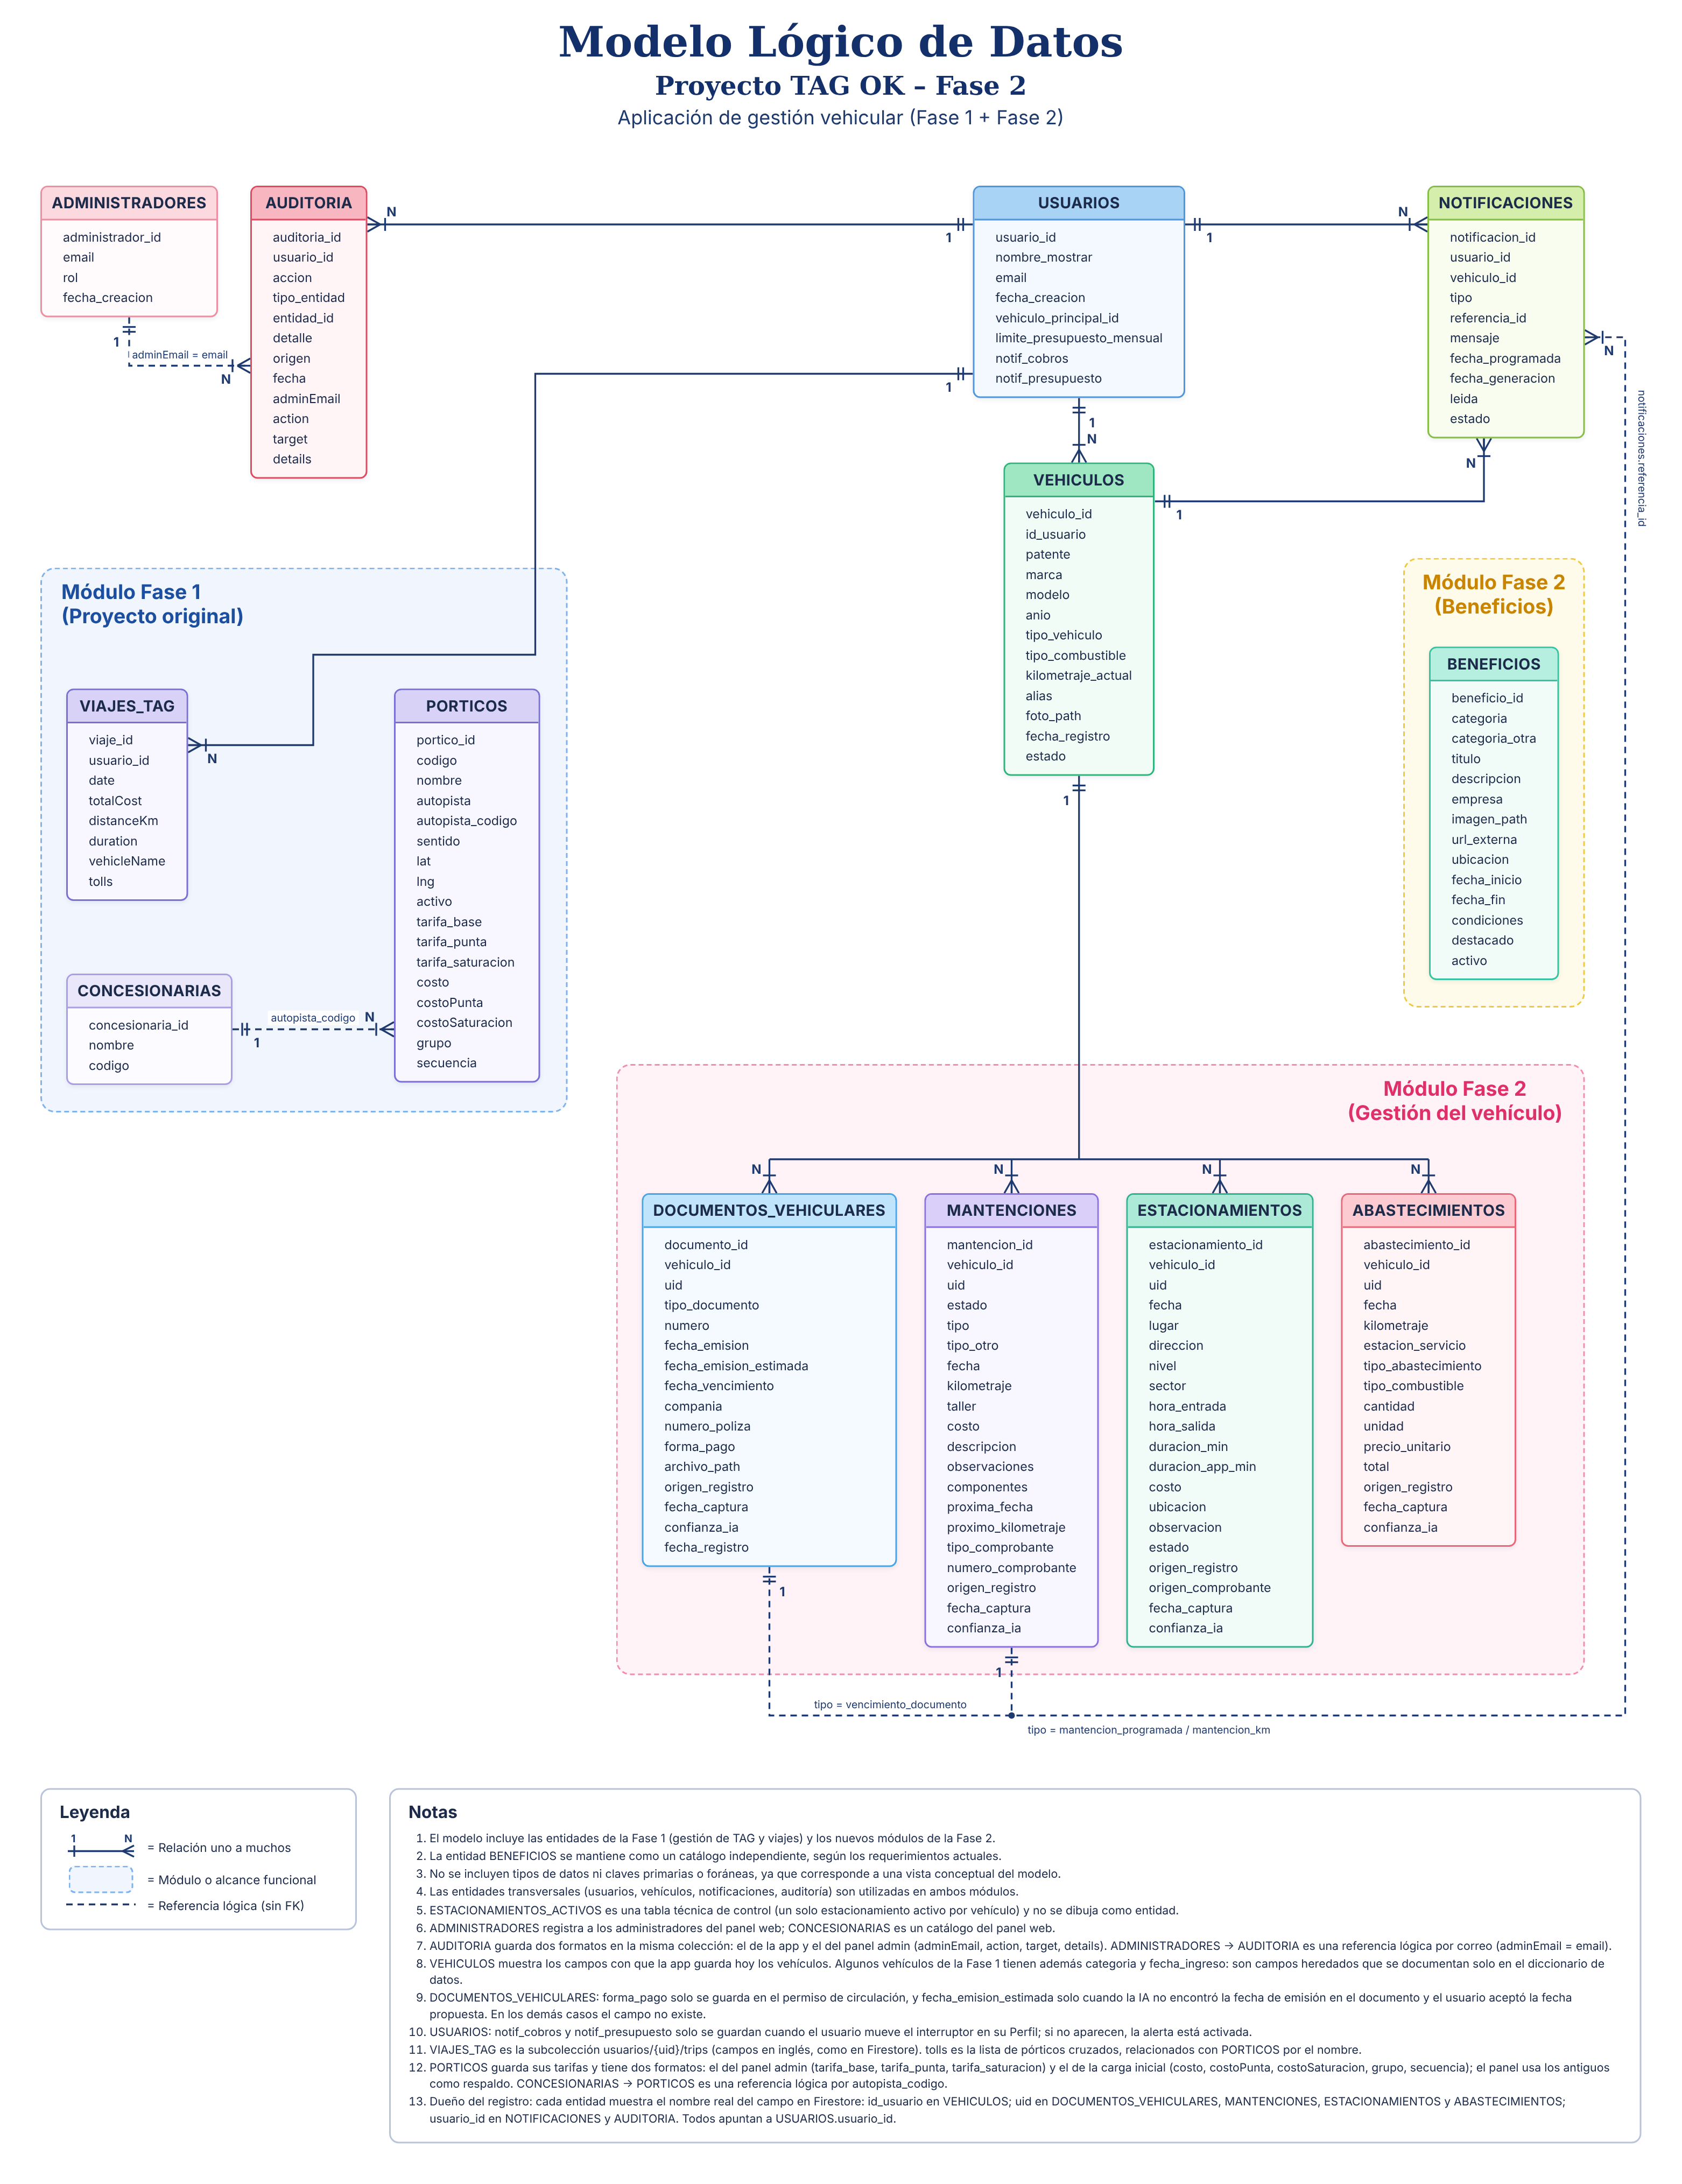 Modelo Lógico de Datos
Proyecto TAG OK – Fase 2
Aplicación de gestión vehicular (Fase 1 + Fase 2)
ADMINISTRADORES
administrador_id
email
rol
fecha_creacion
1
adminEmail = email
N
AUDITORIA
auditoria_id
usuario_id
accion
tipo_entidad
entidad_id
detalle
origen
fecha
adminEmail
action
target
details
N
1
USUARIOS
usuario_id
nombre_mostrar
email
fecha_creacion
vehiculo_principal_id
limite_presupuesto_mensual
notif_cobros
notif_presupuesto
1
1
1
N
N
NOTIFICACIONES
notificacion_id
usuario_id
vehiculo_id
tipo
referencia_id
mensaje
fecha_programada
fecha_generacion
leida
estado
N
N
notificaciones.referencia_id
VEHICULOS
vehiculo_id
id_usuario
patente
marca
modelo
anio
tipo_vehiculo
tipo_combustible
kilometraje_actual
alias
foto_path
fecha_registro
estado
1
1
Módulo Fase 1
(Proyecto original)
VIAJES_TAG
viaje_id
usuario_id
date
totalCost
distanceKm
duration
vehicleName
tolls
N
PORTICOS
portico_id
codigo
nombre
autopista
autopista_codigo
sentido
lat
lng
activo
tarifa_base
tarifa_punta
tarifa_saturacion
costo
costoPunta
costoSaturacion
grupo
secuencia
CONCESIONARIAS
concesionaria_id
nombre
codigo
1
autopista_codigo
N
Módulo Fase 2
(Beneficios)
BENEFICIOS
beneficio_id
categoria
categoria_otra
titulo
descripcion
empresa
imagen_path
url_externa
ubicacion
fecha_inicio
fecha_fin
condiciones
destacado
activo
Módulo Fase 2
(Gestión del vehículo)
N
N
N
N
DOCUMENTOS_VEHICULARES
documento_id
vehiculo_id
uid
tipo_documento
numero
fecha_emision
fecha_emision_estimada
fecha_vencimiento
compania
numero_poliza
forma_pago
archivo_path
origen_registro
fecha_captura
confianza_ia
fecha_registro
1
MANTENCIONES
mantencion_id
vehiculo_id
uid
estado
tipo
tipo_otro
fecha
kilometraje
taller
costo
descripcion
observaciones
componentes
proxima_fecha
proximo_kilometraje
tipo_comprobante
numero_comprobante
origen_registro
fecha_captura
confianza_ia
1
ESTACIONAMIENTOS
estacionamiento_id
vehiculo_id
uid
fecha
lugar
direccion
nivel
sector
hora_entrada
hora_salida
duracion_min
duracion_app_min
costo
ubicacion
observacion
estado
origen_registro
origen_comprobante
fecha_captura
confianza_ia
ABASTECIMIENTOS
abastecimiento_id
vehiculo_id
uid
fecha
kilometraje
estacion_servicio
tipo_abastecimiento
tipo_combustible
cantidad
unidad
precio_unitario
total
origen_registro
fecha_captura
confianza_ia
tipo = vencimiento_documento
tipo = mantencion_programada / mantencion_km
Leyenda
1 N
= Relación uno a muchos
= Módulo o alcance funcional
= Referencia lógica (sin FK)
Notas
1. El modelo incluye las entidades de la Fase 1 (gestión de TAG y viajes) y los nuevos módulos de la Fase 2.
2. La entidad BENEFICIOS se mantiene como un catálogo independiente, según los requerimientos actuales.
3. No se incluyen tipos de datos ni claves primarias o foráneas, ya que corresponde a una vista conceptual del modelo.
4. Las entidades transversales (usuarios, vehículos, notificaciones, auditoría) son utilizadas en ambos módulos.
5. ESTACIONAMIENTOS_ACTIVOS es una tabla técnica de control (un solo estacionamiento activo por vehículo) y no se dibuja como entidad.
6. ADMINISTRADORES registra a los administradores del panel web; CONCESIONARIAS es un catálogo del panel web.
7. AUDITORIA guarda dos formatos en la misma colección: el de la app y el del panel admin (adminEmail, action, target, details). ADMINISTRADORES → AUDITORIA es una referencia lógica por correo (adminEmail = email).
8. VEHICULOS muestra los campos con que la app guarda hoy los vehículos. Algunos vehículos de la Fase 1 tienen además categoria y fecha_ingreso: son campos heredados que se documentan solo en el diccionario de
datos.
9. DOCUMENTOS_VEHICULARES: forma_pago solo se guarda en el permiso de circulación, y fecha_emision_estimada solo cuando la IA no encontró la fecha de emisión en el documento y el usuario aceptó la fecha
propuesta. En los demás casos el campo no existe.
10. USUARIOS: notif_cobros y notif_presupuesto solo se guardan cuando el usuario mueve el interruptor en su Perfil; si no aparecen, la alerta está activada.
11. VIAJES_TAG es la subcolección usuarios/{uid}/trips (campos en inglés, como en Firestore). tolls es la lista de pórticos cruzados, relacionados con PORTICOS por el nombre.
12. PORTICOS guarda sus tarifas y tiene dos formatos: el del panel admin (tarifa_base, tarifa_punta, tarifa_saturacion) y el de la carga inicial (costo, costoPunta, costoSaturacion, grupo, secuencia); el panel usa los antiguos
como respaldo. CONCESIONARIAS → PORTICOS es una referencia lógica por autopista_codigo.
13. Dueño del registro: cada entidad muestra el nombre real del campo en Firestore: id_usuario en VEHICULOS; uid en DOCUMENTOS_VEHICULARES, MANTENCIONES, ESTACIONAMIENTOS y ABASTECIMIENTOS;
usuario_id en NOTIFICACIONES y AUDITORIA. Todos apuntan a USUARIOS.usuario_id.